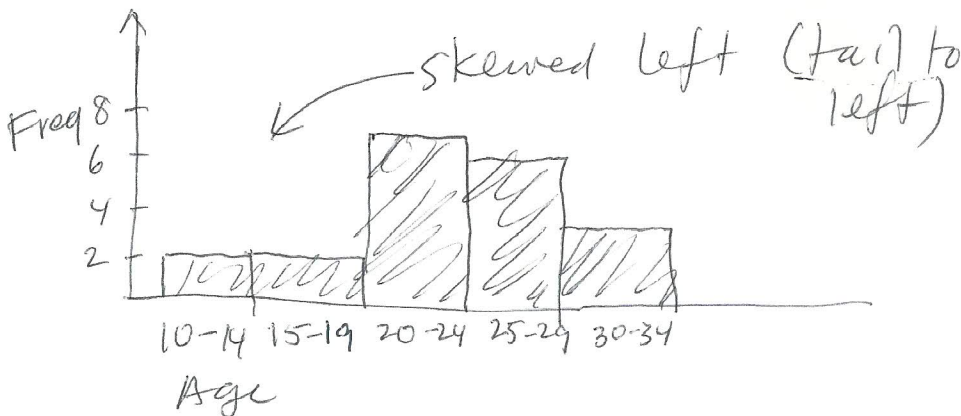 skewed left (tail to
left)
Freq 8
6
4
2
10-14 15-19 20-24 25-29 30-34
Age